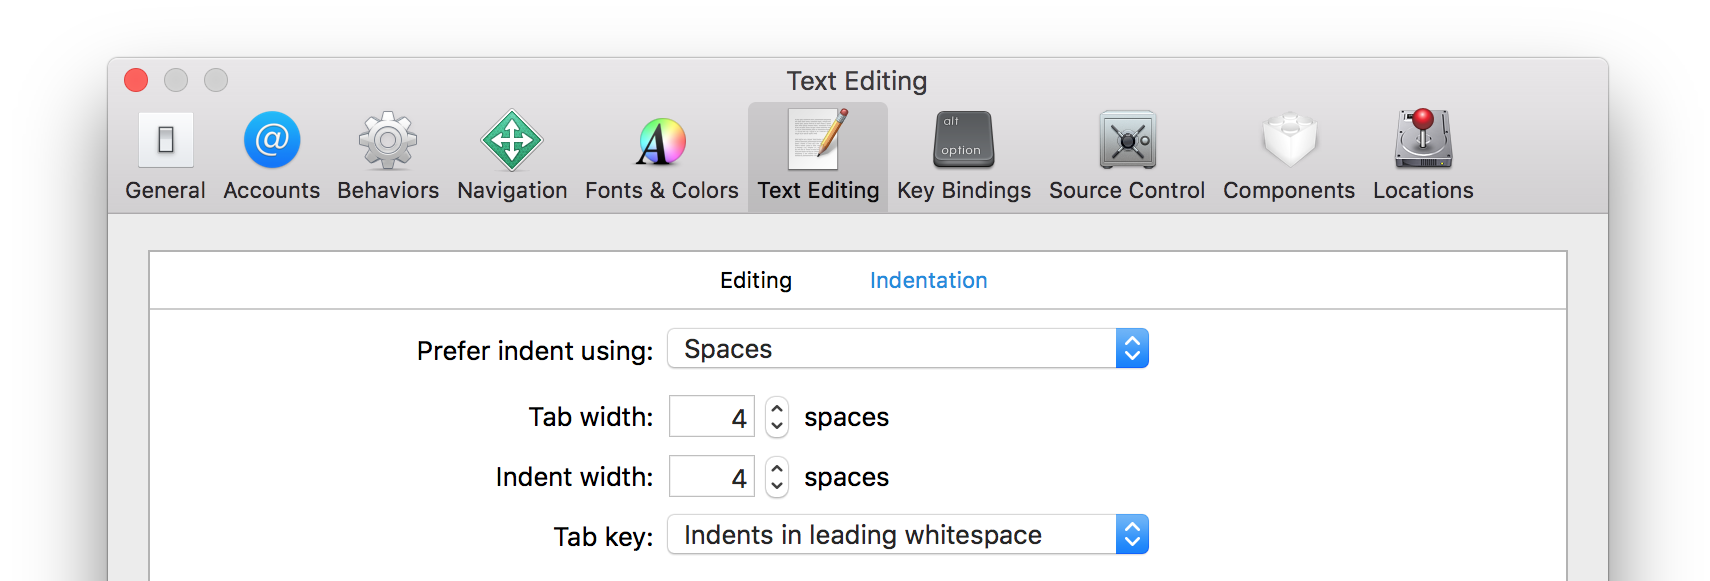 Text Editing
@
A
alt
option
General Accounts Behaviors Navigation Fonts & Colors Text Editing Key Bindings Source Control Components Locations
Editing Indentation
Prefer indent using: Spaces
Tab width: 4 spaces
Indent width: 4 spaces
Tab key: Indents in leading whitespace